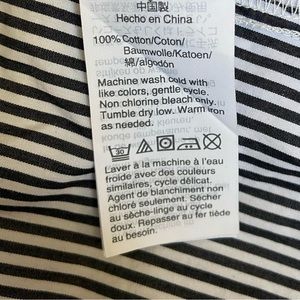 中国製
Hecho en China
100% Cotton/Coton/
Baumwolle/Katoen/
綿/algodón
Machine wash cold with
like colors, gentle cycle.
Non chlorine bleach only.
Tumble dry low. Warm iron
as needed.
30
Laver à la machine à l'eau
froide avec des couleurs
similaires, cycle délicat.
Agent de blanchiment non
chloré seulement. Sécher
au sèche-linge au cycle
doux. Repasser au fer tiède
au besoin.